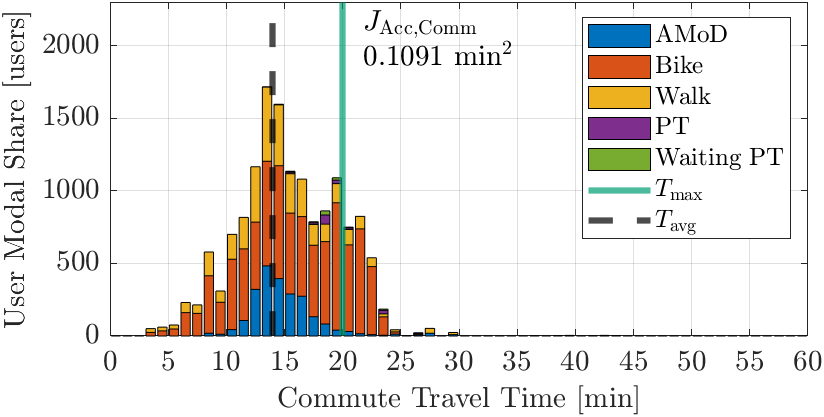 J_Acc,Comm
0.1091 min²
AMoD
Bike
Walk
PT
Waiting PT
T_max
T_avg
User Modal Share [users]
2000
1500
1000
500
0
0 5 10 15 20 25 30 35 40 45 50 55 60
Commute Travel Time [min]